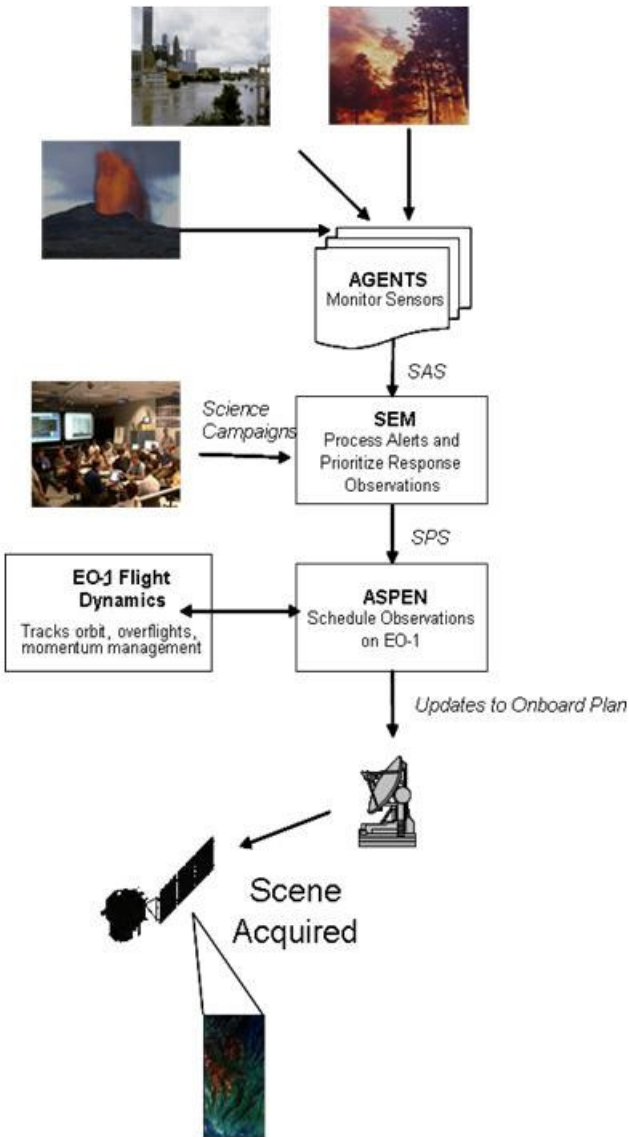 AGENTS
Monitor Sensors
SAS
Science
Campaigns
SEM
Process Alerts and
Prioritize Response
Observations
SPS
EO-1 Flight
Dynamics
Tracks orbit, overflights,
momentum management
ASPEN
Schedule Observations
on EO-1
Updates to Onboard Plan
Scene
Acquired